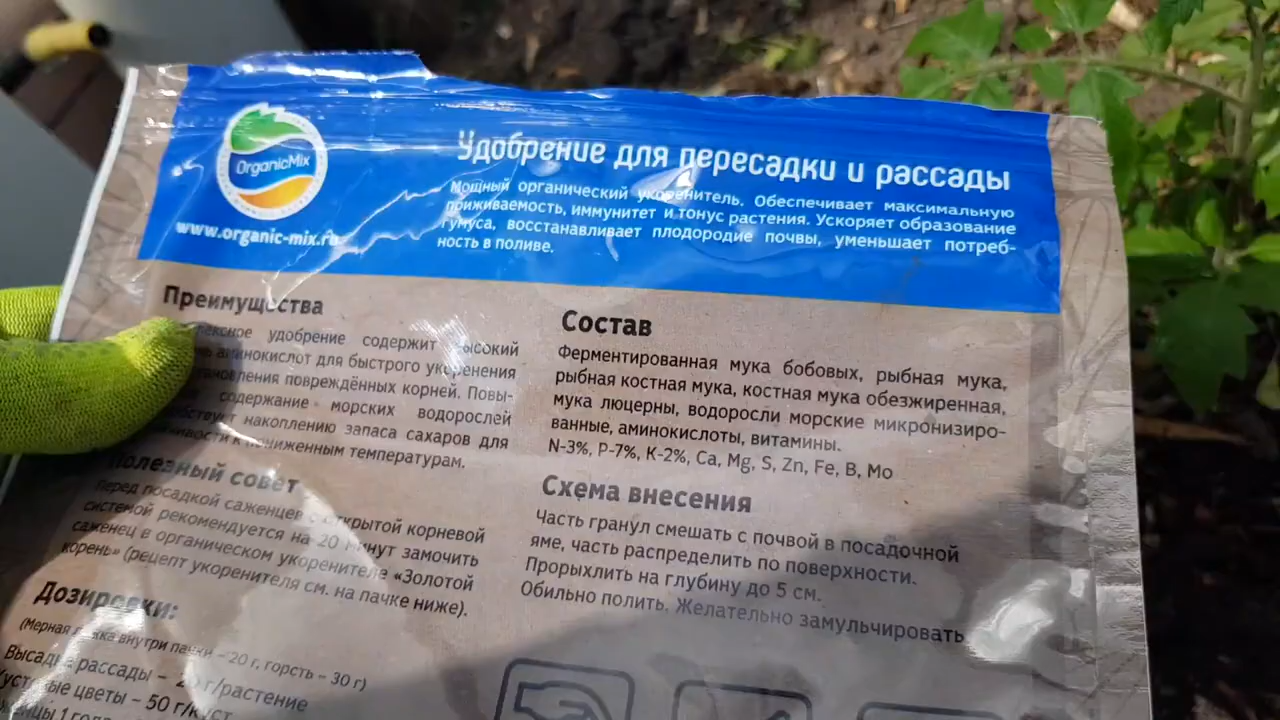 OrganicMix
www.organic-mix.ru
Удобрение для пересадки и рассады
Мощный органический укоренитель. Обеспечивает максимальную
приживаемость, иммунитет и тонус растения. Ускоряет образование
гумуса, восстанавливает плодородие почвы, уменьшает потреб-
ность в поливе.
Преимущества
удобрение содержит высокий
аминокислот для быстрого укоренения
повреждённых корней. Повы-
содержание морских водорослей
накоплению запаса сахаров для
к пониженным температурам.
Полезный совет
Перед посадкой саженцев с открытой корневой
системой рекомендуется на 20 минут замочить
саженец в органическом укоренителе «Золотой
корень» (рецепт укоренителя см. на пачке ниже).
Дозировки:
(Мерная ложка внутри пачки – 20 г, горсть – 30 г)
Высадка рассады – г/растение
цветы – 50 г/куст
1 года
Состав
Ферментированная мука бобовых, рыбная мука,
рыбная костная мука, костная мука обезжиренная,
мука люцерны, водоросли морские микронизиро-
ванные, аминокислоты, витамины.
N-3%, P-7%, K-2%, Ca, Mg, S, Zn, Fe, B, Mo
Схема внесения
Часть гранул смешать с почвой в посадочной
яме, часть распределить по поверхности.
Прорыхлить на глубину до 5 см.
Обильно полить. Желательно замульчировать